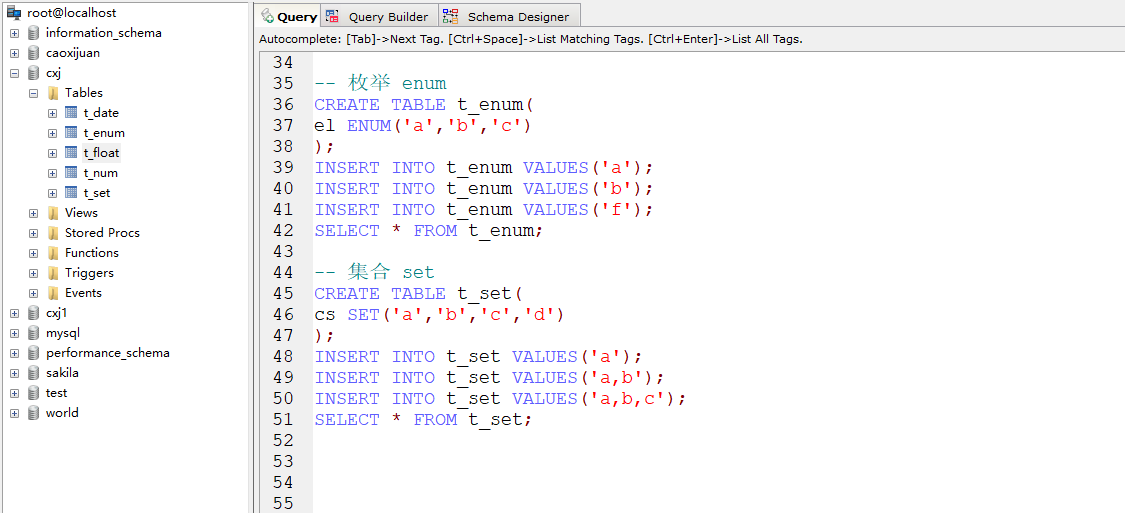 root@localhost
information_schema
caoxijuan
cxj
Tables
t_date
t_enum
t_float
t_num
t_set
Views
Stored Procs
Functions
Triggers
Events
cxj1
mysql
performance_schema
sakila
test
world
Query Query Builder Schema Designer
Autocomplete: [Tab]->Next Tag. [Ctrl+Space]->List Matching Tags. [Ctrl+Enter]->List All Tags.
34
35 -- 枚举 enum
36 CREATE TABLE t_enum(
37 el ENUM('a','b','c')
38 );
39 INSERT INTO t_enum VALUES('a');
40 INSERT INTO t_enum VALUES('b');
41 INSERT INTO t_enum VALUES('f');
42 SELECT * FROM t_enum;
43
44 -- 集合 set
45 CREATE TABLE t_set(
46 cs SET('a','b','c','d')
47 );
48 INSERT INTO t_set VALUES('a');
49 INSERT INTO t_set VALUES('a,b');
50 INSERT INTO t_set VALUES('a,b,c');
51 SELECT * FROM t_set;
52
53
54
55